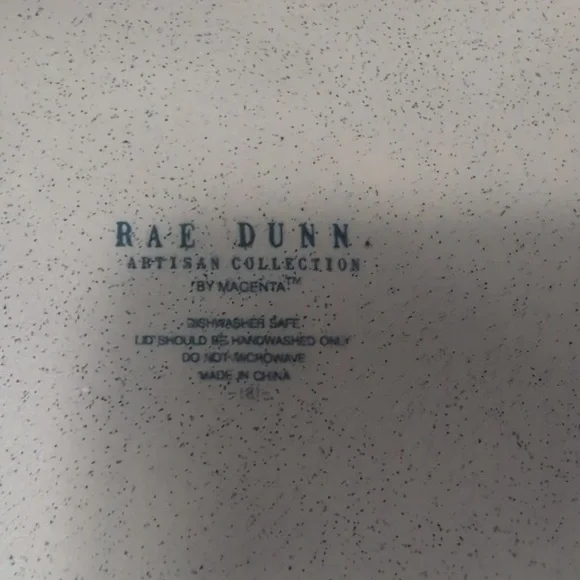 RAE DUNN.
ARTISAN COLLECTION
BY MAGENTA™
DISHWASHER SAFE
LID SHOULD BE HANDWASHED ONLY
DO NOT MICROWAVE
MADE IN CHINA